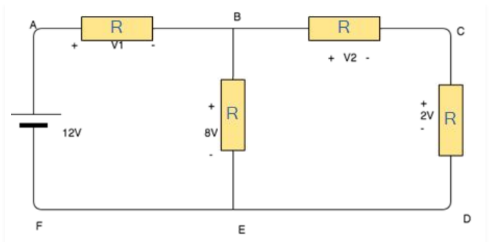 A
R
B
R
C
+ V1 -
+ V2 -
+
R
8V
-
+
2V
R
-
12V
F
E
D